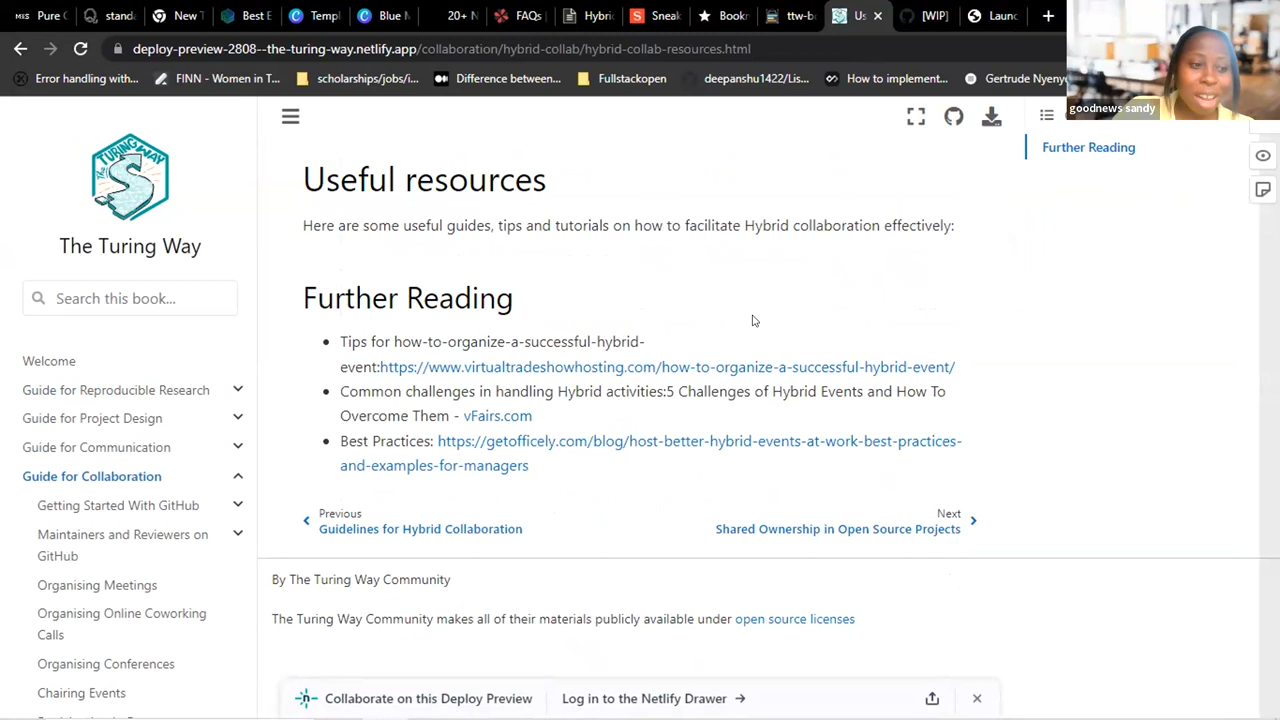 Pure C
standa
New T
Best E
Templ
Blue M
20+ N
FAQs
Hybric
Sneak
Bookr
ttw-bo
Us
[WIP]
Launc
deploy-preview-2808--the-turing-way.netlify.app/collaboration/hybrid-collab/hybrid-collab-resources.html
Error handling with...
FINN - Women in T...
scholarships/jobs/i...
Difference between...
Fullstackopen
deepanshu1422/Lis...
How to implement...
Gertrude Nyeny
goodnews sandy
THE TURING WAY
The Turing Way
Search this book...
Welcome
Guide for Reproducible Research
Guide for Project Design
Guide for Communication
Guide for Collaboration
Getting Started With GitHub
Maintainers and Reviewers on
GitHub
Organising Meetings
Organising Online Coworking
Calls
Organising Conferences
Chairing Events
Useful resources
Here are some useful guides, tips and tutorials on how to facilitate Hybrid collaboration effectively:
Further Reading
• Tips for how-to-organize-a-successful-hybrid-
event:https://www.virtualtradeshowhosting.com/how-to-organize-a-successful-hybrid-event/
• Common challenges in handling Hybrid activities:5 Challenges of Hybrid Events and How To
Overcome Them - vFairs.com
• Best Practices: https://getofficely.com/blog/host-better-hybrid-events-at-work-best-practices-
and-examples-for-managers
Previous
Guidelines for Hybrid Collaboration
Next
Shared Ownership in Open Source Projects
By The Turing Way Community
The Turing Way Community makes all of their materials publicly available under open source licenses
Further Reading
Collaborate on this Deploy Preview
Log in to the Netlify Drawer →